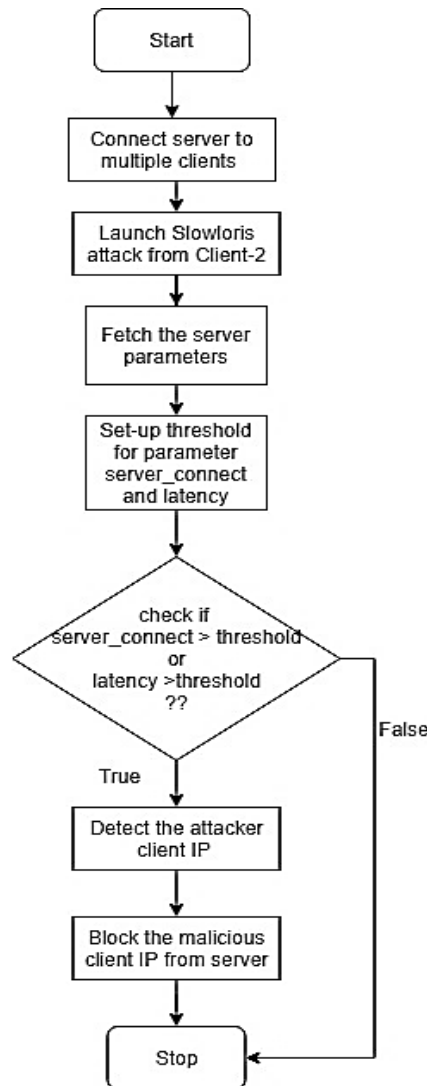 Start
Connect server to
multiple clients
Launch Slowloris
attack from Client-2
Fetch the server
parameters
Set-up threshold
for parameter
server_connect
and latency
check if
server_connect > threshold
or
latency >threshold
??
False
True
Detect the attacker
client IP
Block the malicious
client IP from server
Stop